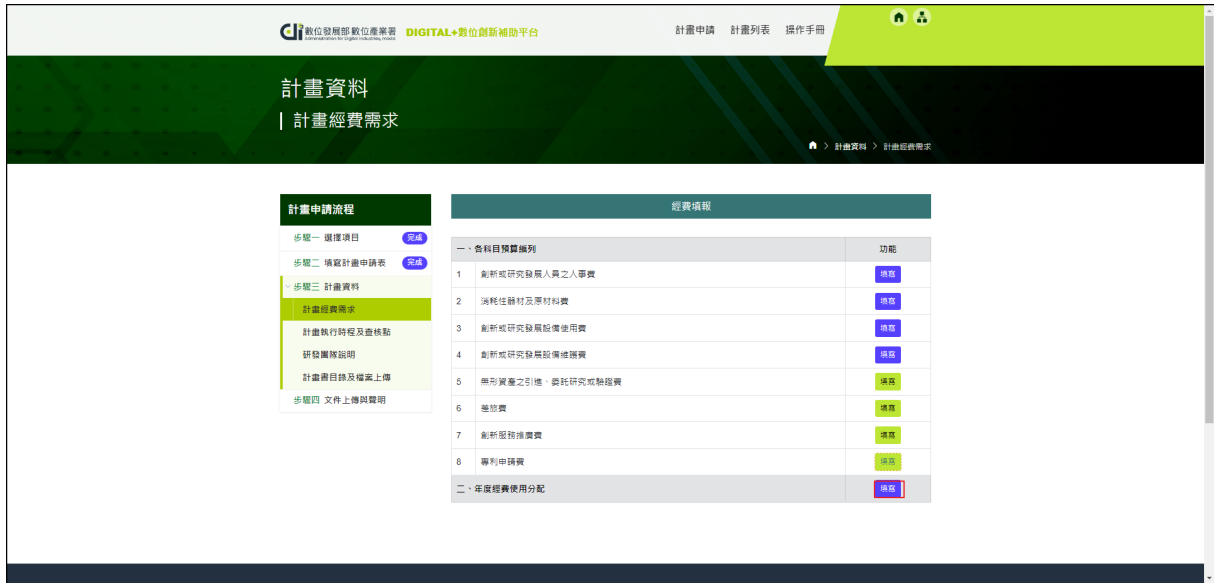 數位發展部數位產業署 DIGITAL+數位創新補助平台
Administration for Digital Industries, moda
計畫申請 計畫列表 操作手冊
計畫資料
| 計畫經費需求
> 計畫資料 > 計畫經費需求
計畫申請流程
步驟一 選擇項目 完成
步驟二 填寫計畫申請表 完成
步驟三 計畫資料
計畫經費需求
計畫執行時程及查核點
研發團隊說明
計畫書目錄及檔案上傳
步驟四 文件上傳與聲明
經費填報
一、各科目預算編列 功能
1 創新或研究發展人員之人事費 填寫
2 消耗性器材及原材料費 填寫
3 創新或研究發展設備使用費 填寫
4 創新或研究發展設備維護費 填寫
5 無形資產之引進、委託研究或驗證費 填寫
6 差旅費 填寫
7 創新服務推廣費 填寫
8 專利申請費 填寫
二、年度經費使用分配 填寫